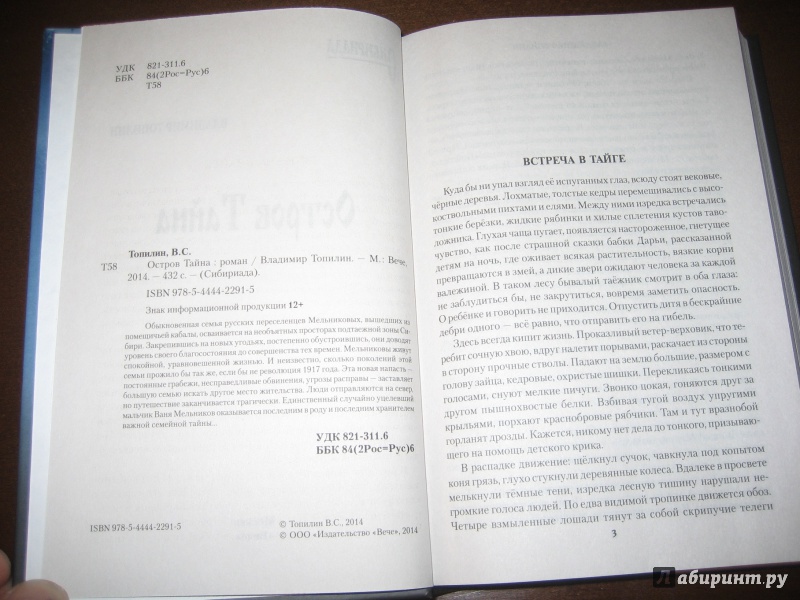 УДК 821-311.6
ББК 84(2Рос=Рус)6
Т58
Топилин, В.С.
Т58 Остров Тайна : роман / Владимир Топилин. — М.: Вече,
2014. — 432 с. — (Сибириада).
ISBN 978-5-4444-2291-5
Знак информационной продукции 12+
Обыкновенная семья русских переселенцев Мельниковых, вышедших из
помещичьей кабалы, осваивается на необъятных просторах подтаежной зоны Си-
бири. Закрепившись на новых угодьях, постепенно обустроившись, они доводят
уровень своего благосостояния до совершенства тех времен. Мельниковы живут
спокойной, уравновешенной жизнью. И неизвестно, сколько поколений этой
семьи прожило бы так же, если бы не революция 1917 года. Эта новая напасть —
постоянные грабежи, несправедливые обвинения, угрозы расправы — заставляет
большую семью искать другое место жительства. Люди отправляются на север,
но путешествие заканчивается трагически. Единственный случайно уцелевший
мальчик Ваня Мельников оказывается последним в роду и последним хранителем
важной семейной тайны...
УДК 821-311.6
ББК 84(2Рос=Рус)6
ISBN 978-5-4444-2291-5
© Топилин В.С., 2014
© ООО «Издательство «Вече», 2014
ВСТРЕЧА В ТАЙГЕ
Куда бы ни упал взгляд её испуганных глаз, всюду стоят вековые,
чёрные деревья. Лохматые, толстые кедры перемешивались с высо-
коствольными пихтами и елями. Между ними изредка встречались
тонкие берёзки, жидкие рябинки и хилые сплетения кустов таво-
ложника. Глухая чаща пугает, появляется настороженное, гнетущее
чувство, как после страшной сказки бабки Дарьи, рассказанной
детям на ночь, где оживает всякая растительность, вязкие корни
превращаются в змей, а дикие звери ожидают человека за каждой
валежиной. В таком лесу бывалый таёжник смотрит в оба глаза:
не заблудиться бы, не закрутиться, вовремя заметить опасность.
О ребёнке и говорить не приходится. Отпустить дитя в бескрайние
дебри одного — всё равно, что отправить его на гибель.
Здесь всегда кипит жизнь. Проказливый ветер-верховик, что те-
ребит сочную хвою, вдруг налетит порывами, раскачает из стороны
в сторону прочные стволы. Падают на землю большие, размером с
голову зайца, кедровые, охристые шишки. Перекликаясь тонкими
голосами, снуют мелкие пичуги. Звонко цокая, гоняются друг за
другом пышнохвостые белки. Взбивая тугой воздух упругими
крыльями, порхают краснобровые рябчики. Там и тут вразнобой
горланят дрозды. Кажется, никому нет дела до тонкого, призываю-
щего на помощь детского крика.
В распадке движение: щёлкнул сучок, чавкнула под копытом
коня грязь, глухо стукнули деревянные колеса. Вдалеке в просвете
мелькнули тёмные тени, изредка лесную тишину нарушали не-
громкие голоса людей. По едва видимой тропинке движется обоз.
Четыре взмыленные лошади тянут за собой скрипучие телеги
3
Лабиринт.ру